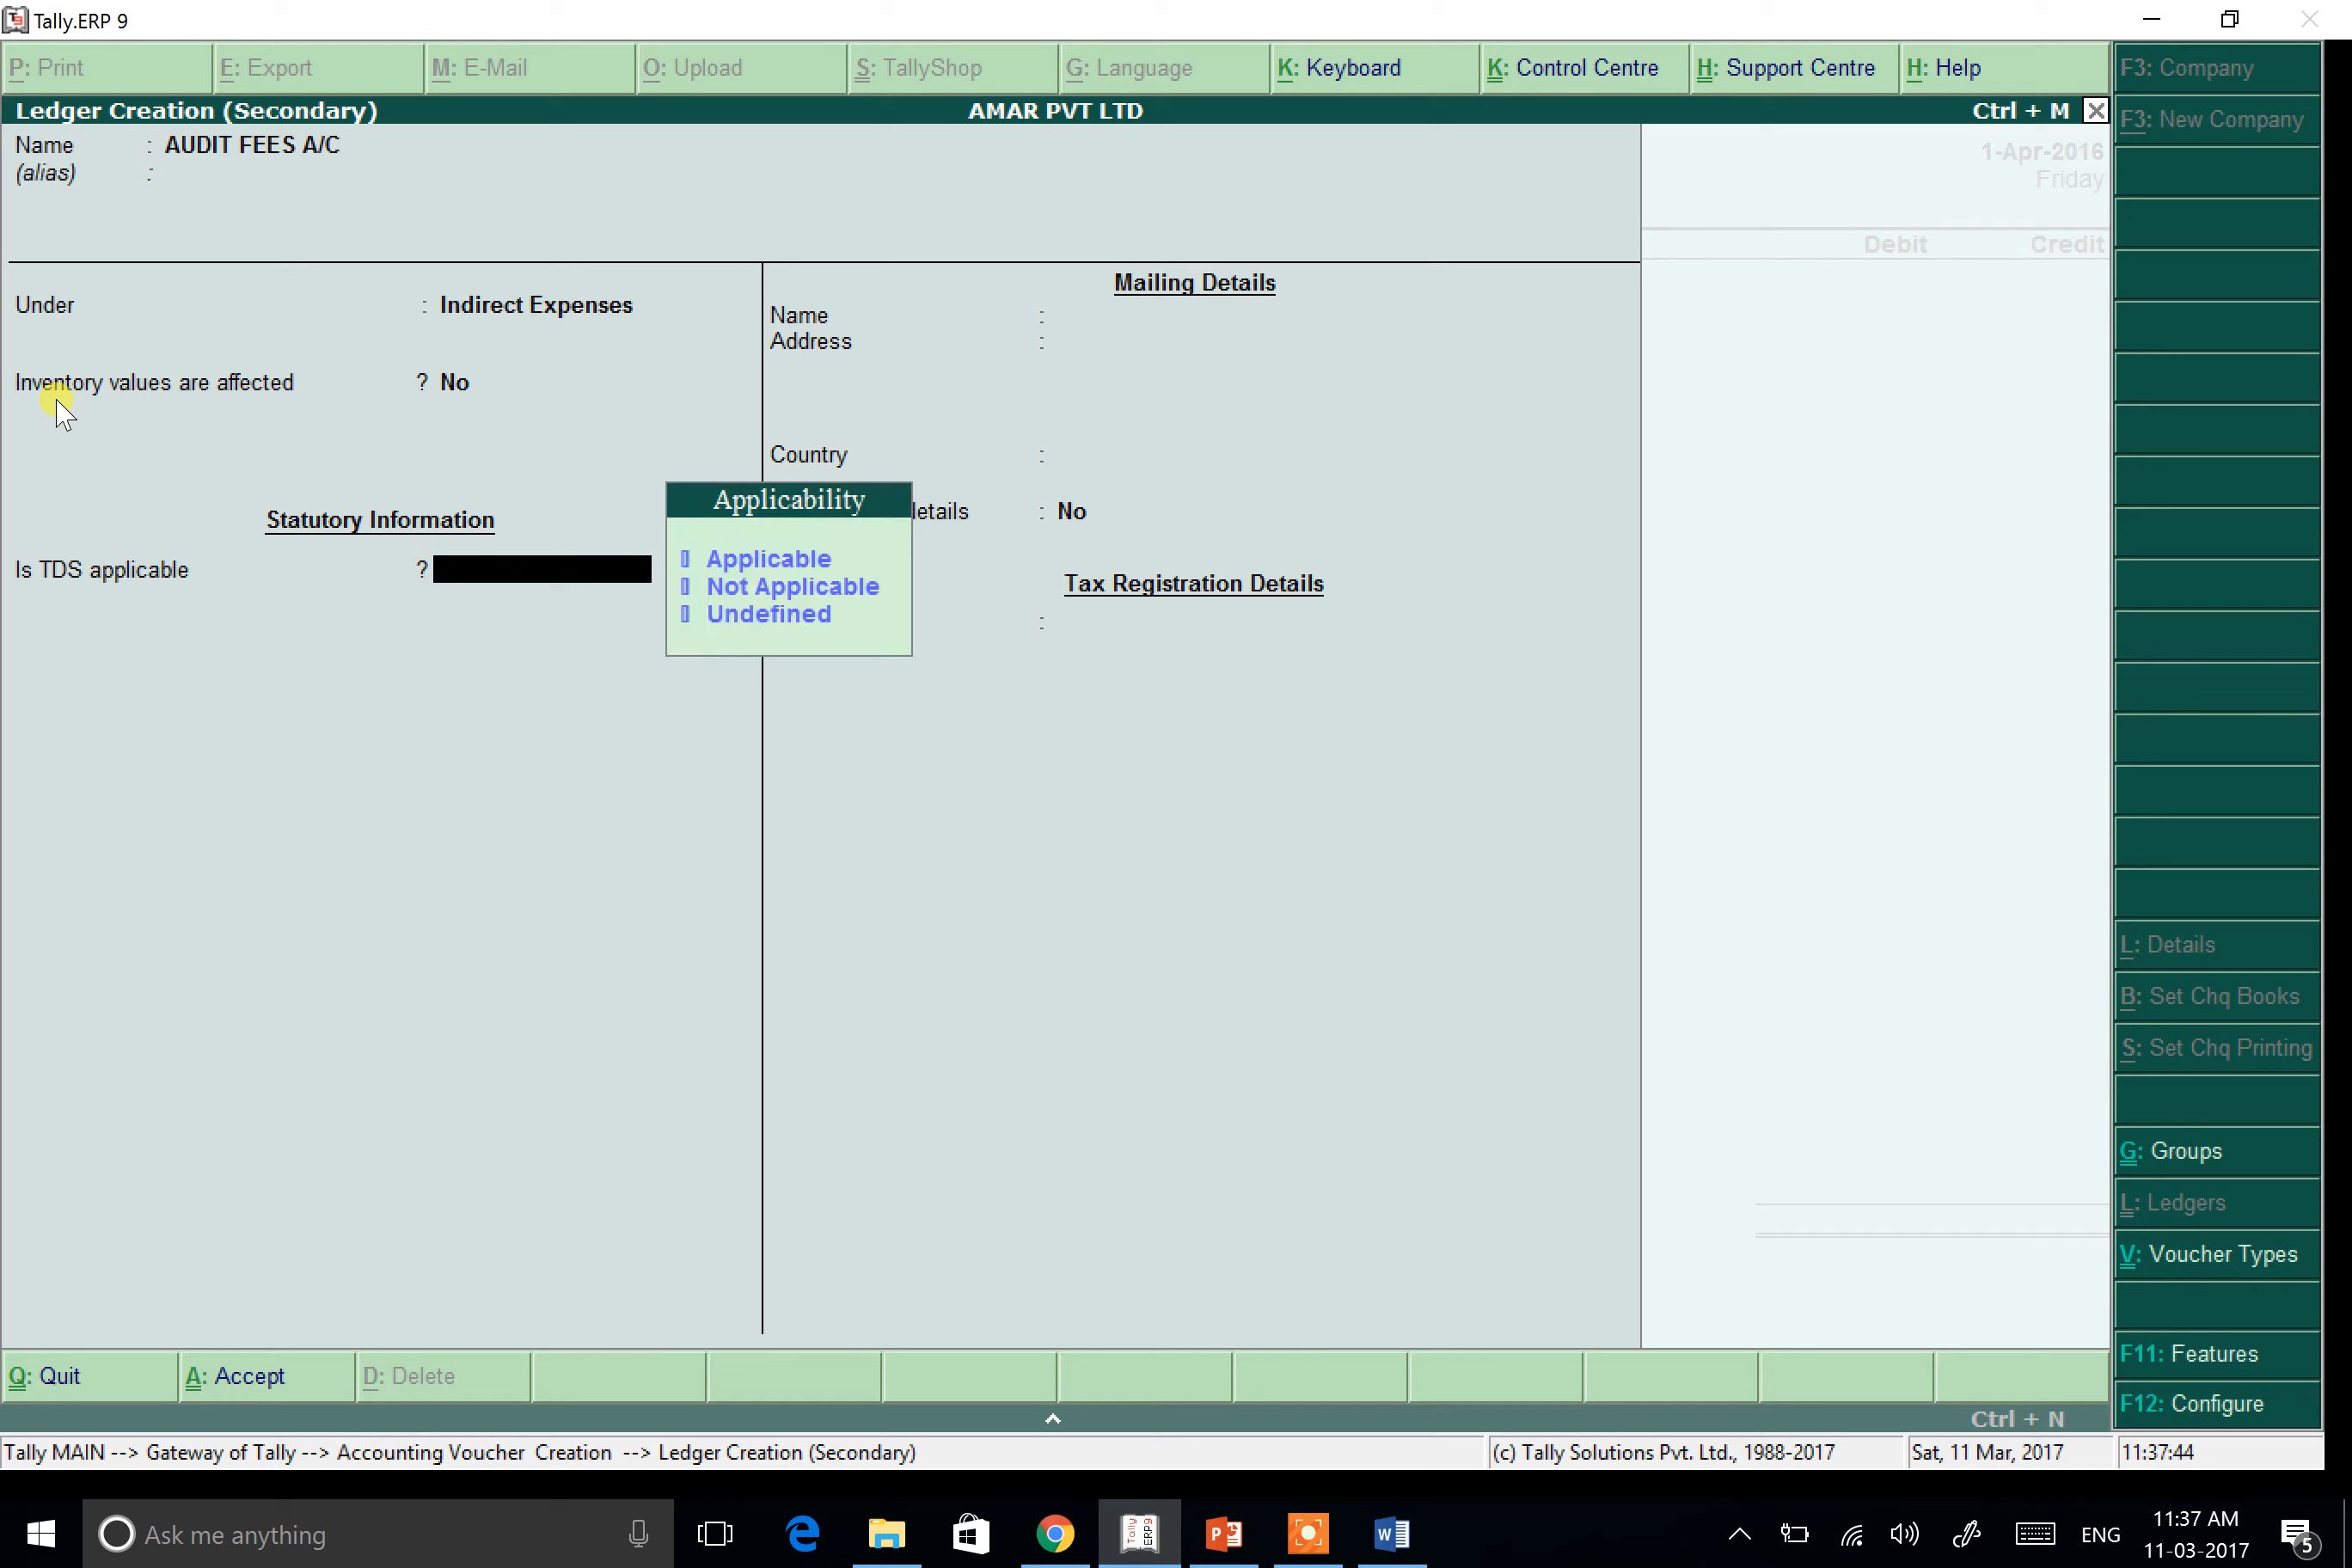 Tally.ERP 9
P: Print E: Export M: E-Mail O: Upload S: TallyShop G: Language K: Keyboard K: Control Centre H: Support Centre H: Help
F3: Company
Ledger Creation (Secondary) AMAR PVT LTD Ctrl + M
F3: New Company
Name : AUDIT FEES A/C
(alias) :
1-Apr-2016
Friday
Debit Credit
Under : Indirect Expenses
Inventory values are affected ? No
Statutory Information
Is TDS applicable ?
Mailing Details
Name :
Address :
Country :
etails : No
Tax Registration Details
:
Applicability
Applicable
Not Applicable
Undefined
L: Details
B: Set Chq Books
S: Set Chq Printing
G: Groups
L: Ledgers
V: Voucher Types
F11: Features
F12: Configure
Q: Quit A: Accept D: Delete
Ctrl + N
Tally MAIN --> Gateway of Tally --> Accounting Voucher Creation --> Ledger Creation (Secondary) (c) Tally Solutions Pvt. Ltd., 1988-2017 Sat, 11 Mar, 2017 11:37:44
Ask me anything
Tally ERP9
ENG
11:37 AM
11-03-2017
5